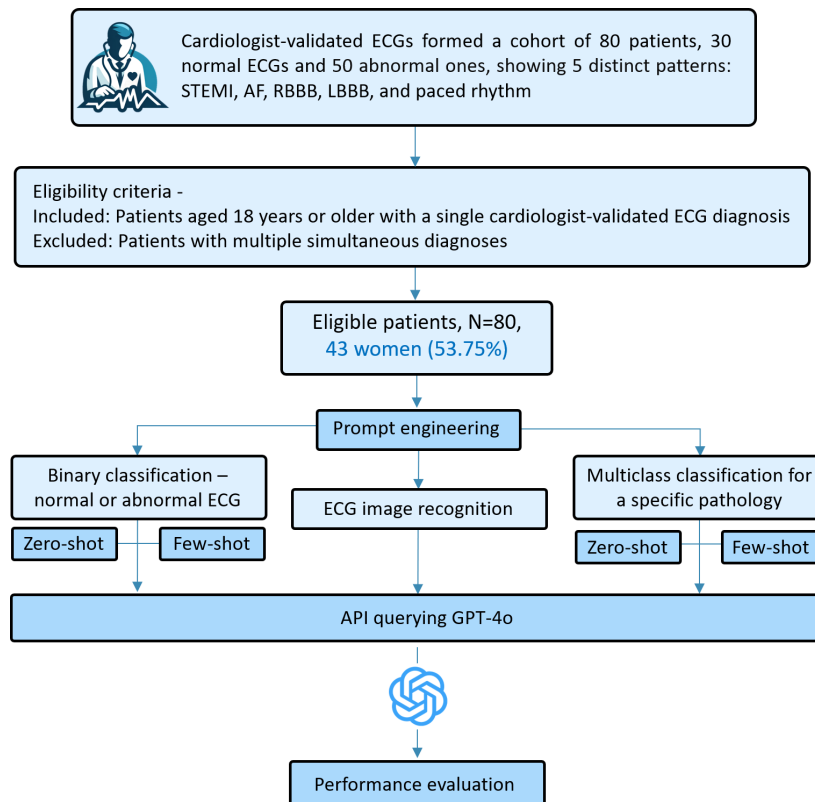 Cardiologist-validated ECGs formed a cohort of 80 patients, 30
normal ECGs and 50 abnormal ones, showing 5 distinct patterns:
STEMI, AF, RBBB, LBBB, and paced rhythm
Eligibility criteria -
Included: Patients aged 18 years or older with a single cardiologist-validated ECG diagnosis
Excluded: Patients with multiple simultaneous diagnoses
Eligible patients, N=80,
43 women (53.75%)
Prompt engineering
Binary classification –
normal or abnormal ECG
Zero-shot
Few-shot
ECG image recognition
Multiclass classification for
a specific pathology
Zero-shot
Few-shot
API querying GPT-4o
Performance evaluation